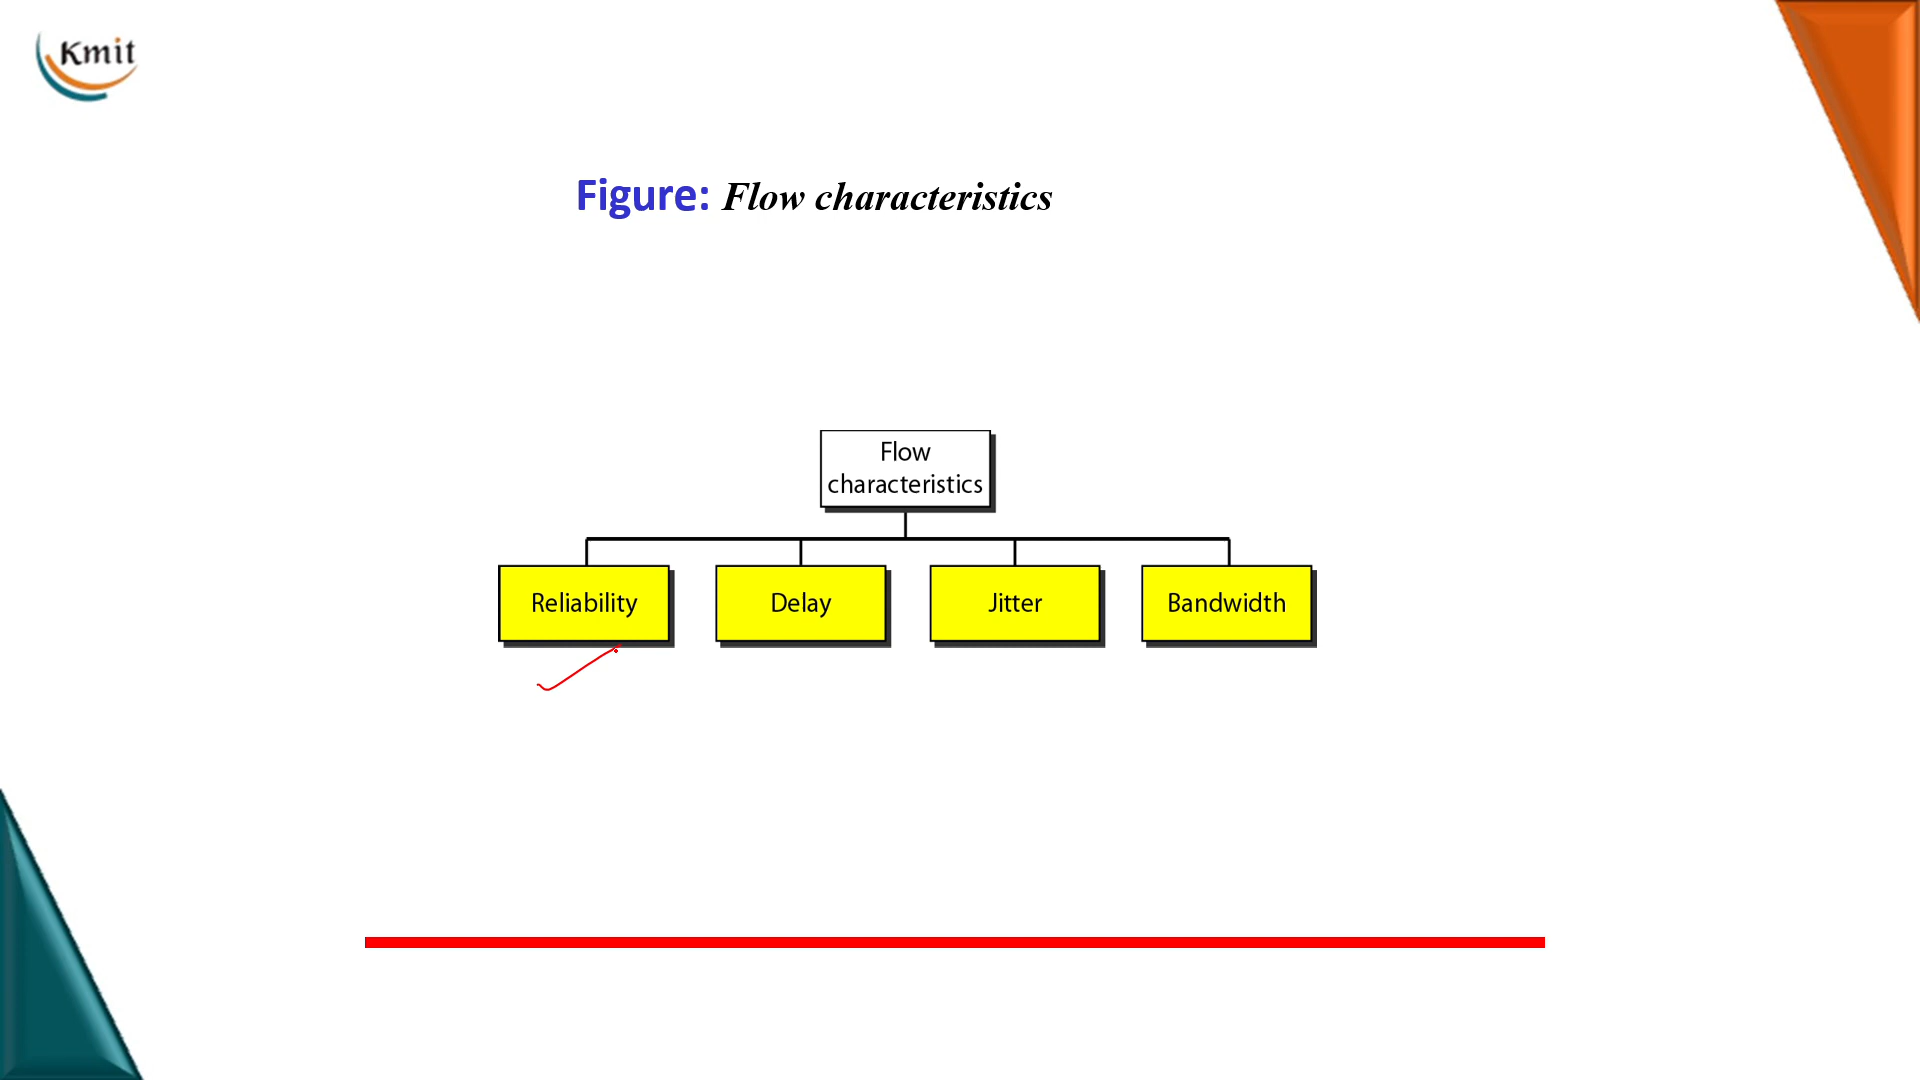 Kmit
Figure: Flow characteristics
Flow
characteristics
Reliability
Delay
Jitter
Bandwidth